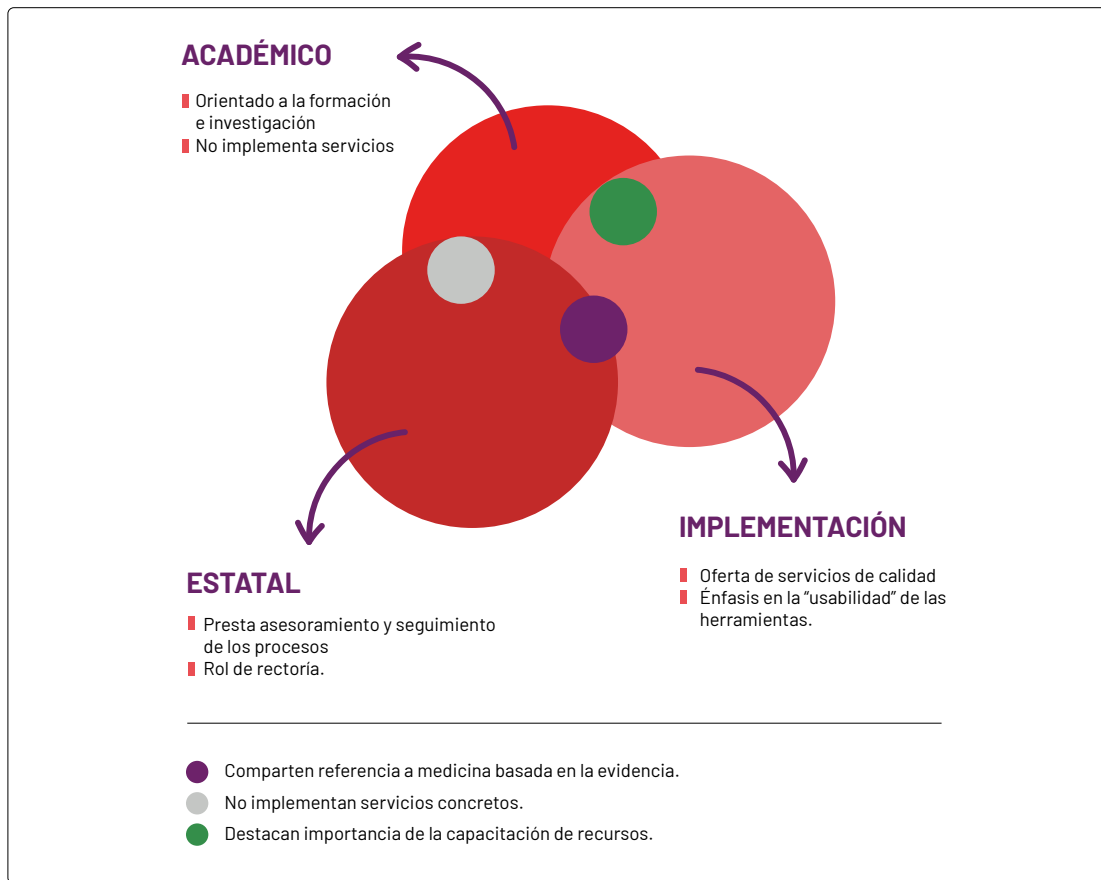 ACADÉMICO
Orientado a la formación
e investigación
No implementa servicios
IMPLEMENTACIÓN
Oferta de servicios de calidad
Énfasis en la “usabilidad” de las
herramientas.
ESTATAL
Presta asesoramiento y seguimiento
de los procesos
Rol de rectoría.
Comparten referencia a medicina basada en la evidencia.
No implementan servicios concretos.
Destacan importancia de la capacitación de recursos.